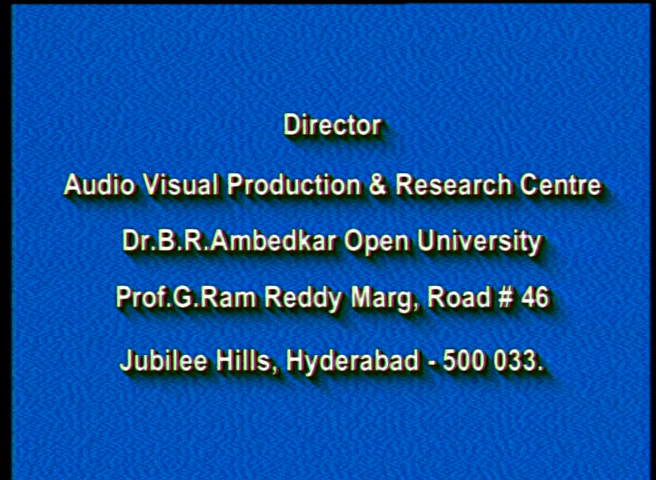 Director
Audio Visual Production & Research Centre
Dr.B.R.Ambedkar Open University
Prof.G.Ram Reddy Marg, Road # 46
Jubilee Hills, Hyderabad - 500 033.